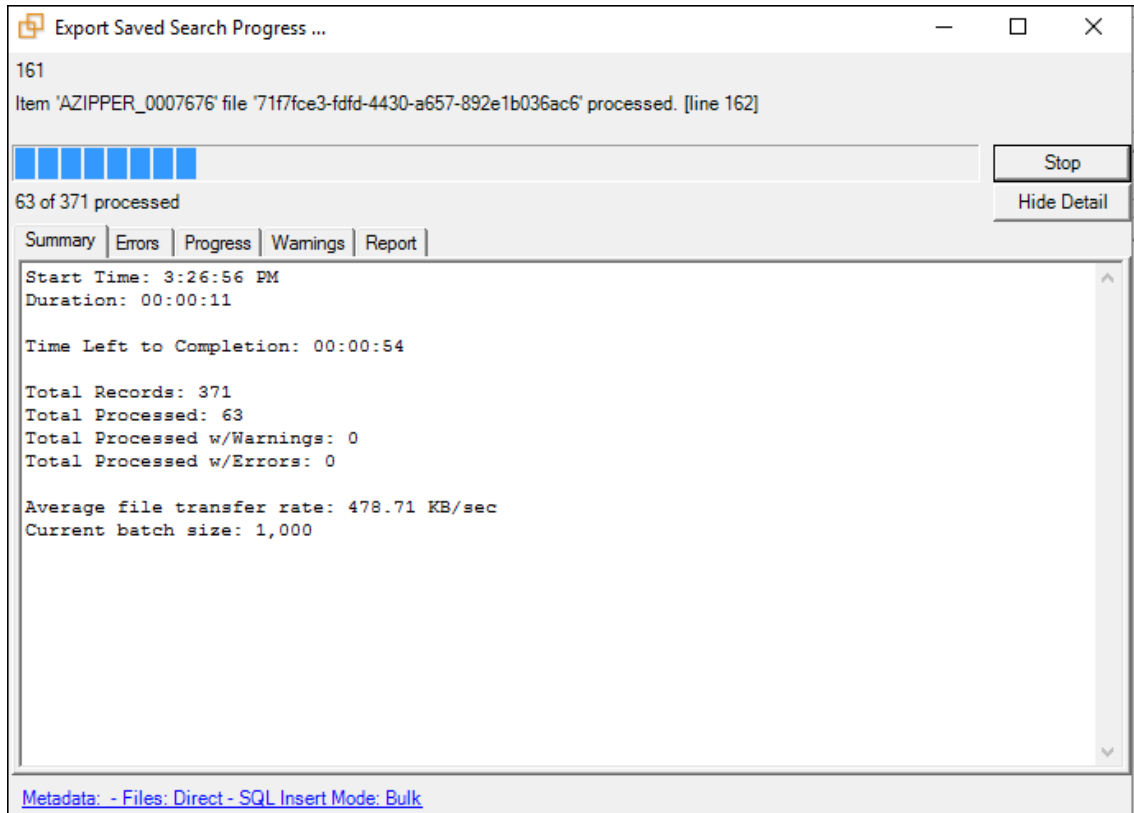 Export Saved Search Progress ...
161
Item 'AZIPPER_0007676' file '71f7fce3-fdfd-4430-a657-892e1b036ac6' processed. [line 162]
Stop
63 of 371 processed
Hide Detail
Summary Errors Progress Warnings Report
Start Time: 3:26:56 PM
Duration: 00:00:11
Time Left to Completion: 00:00:54
Total Records: 371
Total Processed: 63
Total Processed w/Warnings: 0
Total Processed w/Errors: 0
Average file transfer rate: 478.71 KB/sec
Current batch size: 1,000
Metadata:  - Files: Direct - SQL Insert Mode: Bulk